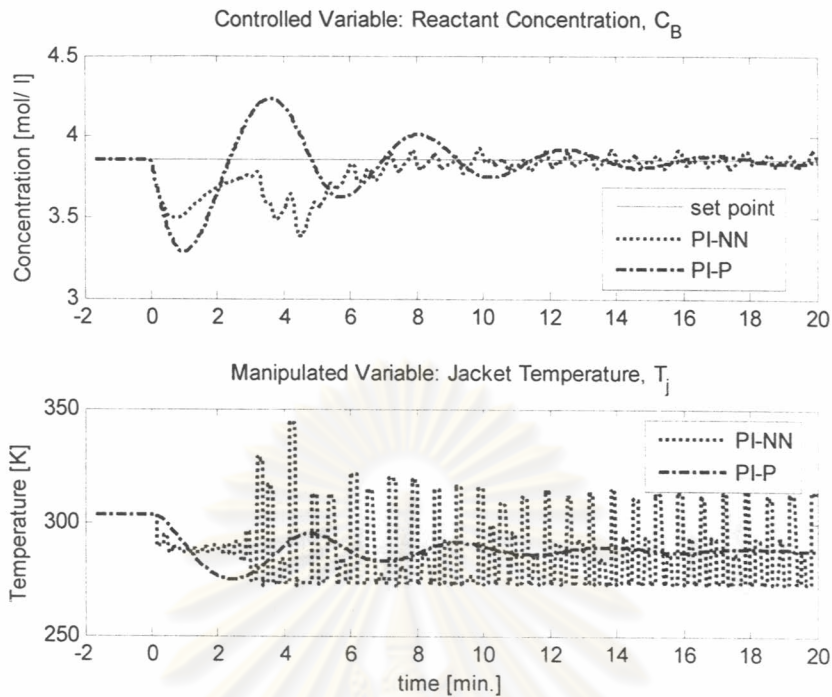 Controlled Variable: Reactant Concentration, C_B
Concentration [mol/ l]
4.5
4
3.5
3
set point
PI-NN
PI-P
-2 0 2 4 6 8 10 12 14 16 18 20
Manipulated Variable: Jacket Temperature, T_j
Temperature [K]
350
300
250
PI-NN
PI-P
-2 0 2 4 6 8 10 12 14 16 18 20
time [min.]